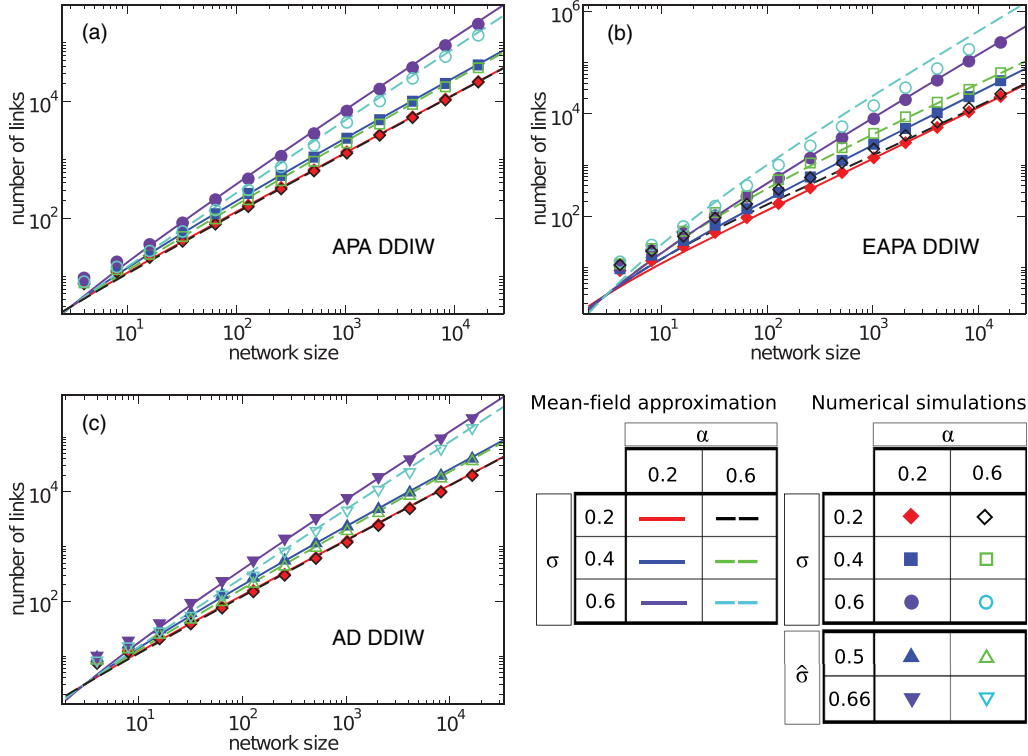 (a)
number of links
10^4
10^2
APA DDIW
10^1 10^2 10^3 10^4
network size
(b)
number of links
10^6
10^4
10^2
EAPA DDIW
10^1 10^2 10^3 10^4
network size
(c)
number of links
10^4
10^2
AD DDIW
10^1 10^2 10^3 10^4
network size
Mean-field approximation
α
0.2 0.6
σ
0.2
0.4
0.6
Numerical simulations
α
0.2 0.6
σ
0.2
0.4
0.6
σ̂
0.5
0.66